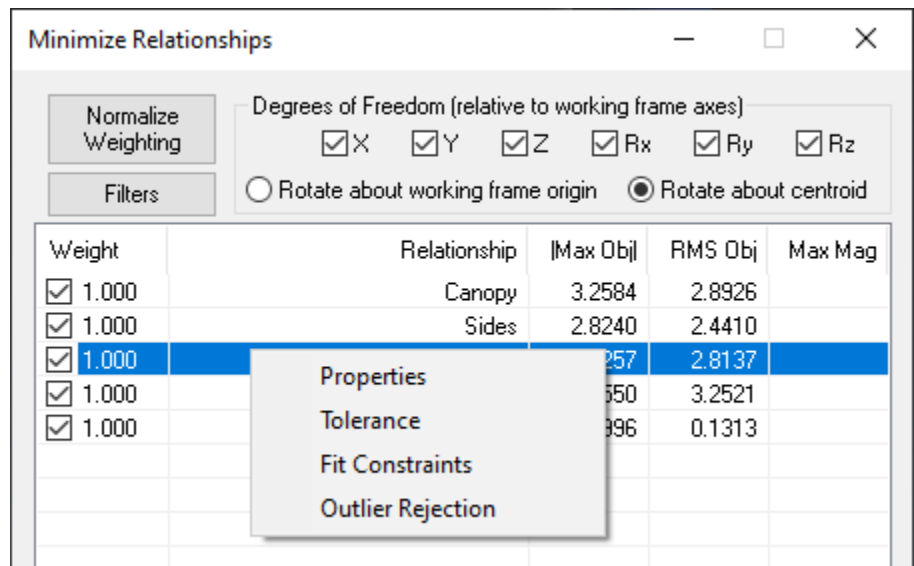 Minimize Relationships
Normalize
Weighting
Filters
Degrees of Freedom (relative to working frame axes)
X Y Z Rx Ry Rz
Rotate about working frame origin Rotate about centroid
Weight Relationship |Max Obj| RMS Obj Max Mag
1.000 Canopy 3.2584 2.8926
1.000 Sides 2.8240 2.4410
1.000 257 2.8137
1.000 550 3.2521
1.000 996 0.1313
Properties
Tolerance
Fit Constraints
Outlier Rejection